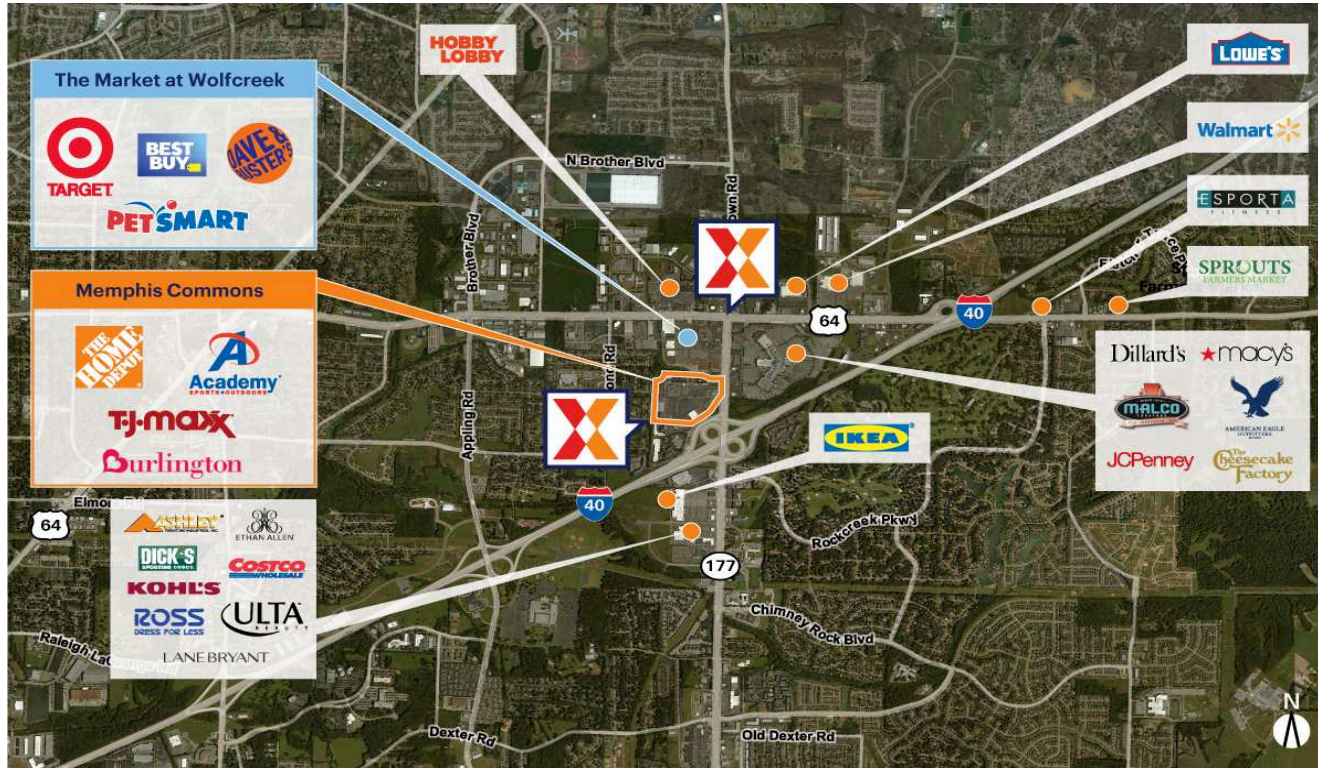 HOBBY
LOBBY
LOWE'S
The Market at Wolfcreek
TARGET
BEST
BUY
DAVE &
BUSTER'S
PETSMART
Walmart
N Brother Blvd
ESPORTA
FITNESS
Brother Blvd
own Rd
SPROUTS
FARMERS MARKET
Memphis Commons
THE
HOME
DEPOT
Academy
SPORTS+OUTDOORS
T·J·maxx
Burlington
64
40
Dillard's
macy's
MALCO
AMERICAN EAGLE
OUTFITTERS
JCPenney
The
Cheesecake
Factory
Appling Rd
IKEA
Elmore Rd
64
40
Rockcreek Pkwy
177
ASHLEY
ETHAN ALLEN
DICK'S
SPORTING GOODS
COSTCO
WHOLESALE
KOHL'S
ROSS
DRESS FOR LESS
ULTA
BEAUTY
LANE BRYANT
Chimney Rock Blvd
Dexter Rd
Old Dexter Rd
N